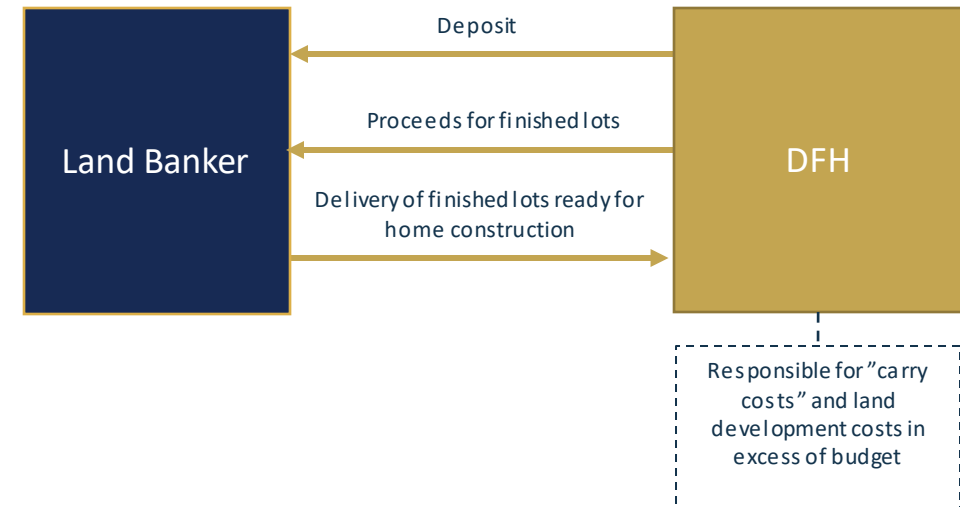 Deposit
Proceeds for finished lots
Land Banker
DFH
Delivery of finished lots ready for
home construction
Responsible for ”carry
costs” and land
development costs in
excess of budget